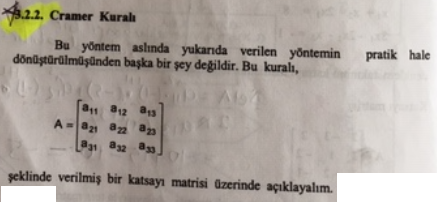 3.2.2. Cramer Kuralı
Bu yöntem aslında yukarıda verilen yöntemin pratik hale
dönüştürülmüşünden başka bir şey değildir. Bu kuralı,
a₁₁ a₁₂ a₁₃
A = a₂₁ a₂₂ a₂₃
a₃₁ a₃₂ a₃₃
şeklinde verilmiş bir katsayı matrisi üzerinde açıklayalım.